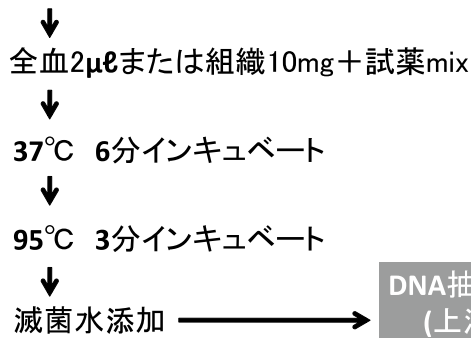 全血2μℓまたは組織10mg＋試薬mix
37℃ 6分インキュベート
95℃ 3分インキュベート
滅菌水添加
DNA抽
(上